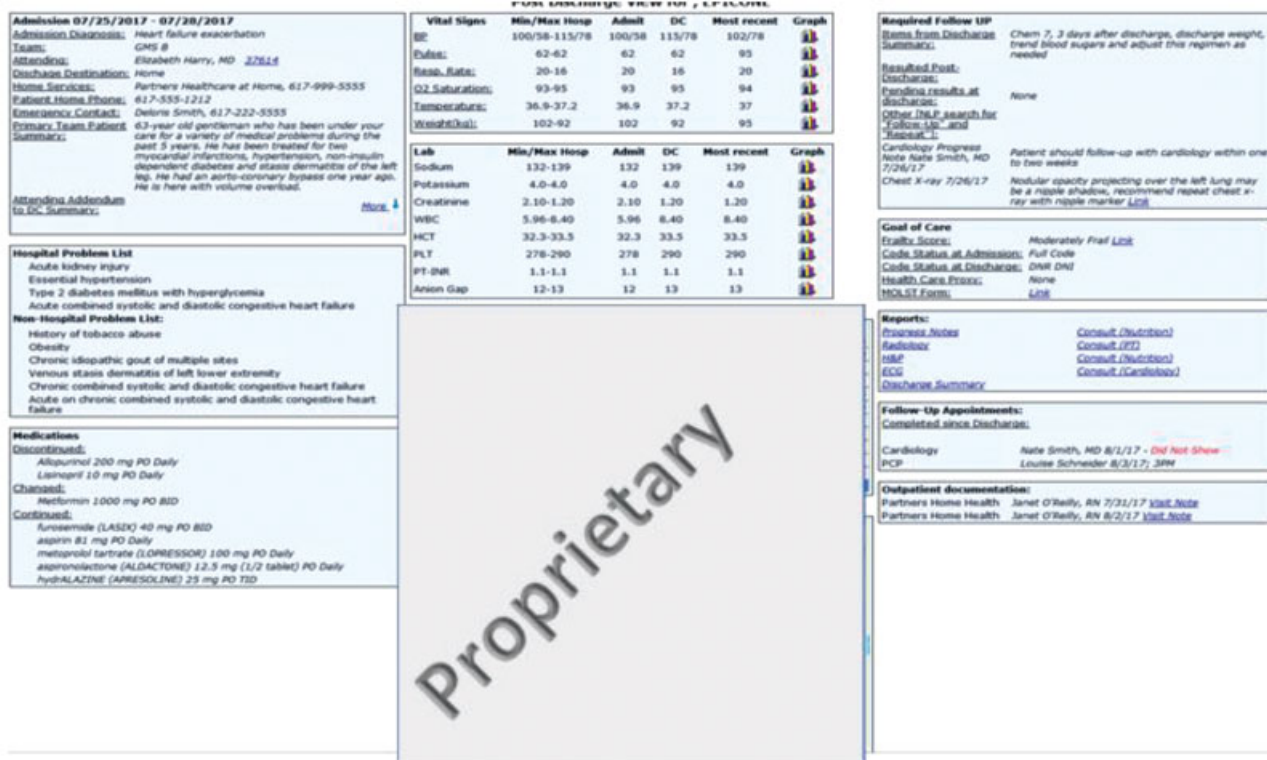 Post Discharge View for , EPICONE
Admission 07/25/2017 - 07/28/2017
Admission Diagnosis: Heart failure exacerbation
Team: GMS B
Attending: Elizabeth Harry, MD 37614
Dischage Destination: Home
Home Services: Partners Healthcare at Home, 617-999-5555
Patient Home Phone: 617-555-1212
Emergency Contact: Deloris Smith, 617-222-5555
Primary Team Patient Summary: 63-year old gentleman who has been under your
care for a variety of medical problems during the
past 5 years. He has been treated for two
myocardial infarctions, hypertension, non-insulin
dependent diabetes and stasis dermatitis of the left
leg. He had an aorto-coronary bypass one year ago.
He is here with volume overload.
Attending Addendum
to DC Summary: More
Hospital Problem List
Acute kidney injury
Essential hypertension
Type 2 diabetes mellitus with hyperglycemia
Acute combined systolic and diastolic congestive heart failure
Non-Hospital Problem List:
History of tobacco abuse
Obesity
Chronic idiopathic gout of multiple sites
Venous stasis dermatitis of left lower extremity
Chronic combined systolic and diastolic congestive heart failure
Acute on chronic combined systolic and diastolic congestive heart
failure
Medications
Discontinued:
Allopurinol 200 mg PO Daily
Lisinopril 10 mg PO Daily
Changed:
Metformin 1000 mg PO BID
Continued:
furosemide (LASIX) 40 mg PO BID
aspirin 81 mg PO Daily
metoprolol tartrate (LOPRESSOR) 100 mg PO Daily
aspironolactone (ALDACTONE) 12.5 mg (1/2 tablet) PO Daily
hydrALAZINE (APRESOLINE) 25 mg PO TID
Vital Signs Min/Max Hosp Admit DC Most recent Graph
BP 100/58-115/78 100/58 115/78 102/78
Pulse: 62-62 62 62 95
Resp. Rate: 20-16 20 16 20
O2 Saturation: 93-95 93 95 94
Temperature: 36.9-37.2 36.9 37.2 37
Weight(kg): 102-92 102 92 95
Lab Min/Max Hosp Admit DC Most recent Graph
Sodium 132-139 132 139 139
Potassium 4.0-4.0 4.0 4.0 4.0
Creatinine 2.10-1.20 2.10 1.20 1.20
WBC 5.96-8.40 5.96 8.40 8.40
HCT 32.3-33.5 32.3 33.5 33.5
PLT 278-290 278 290 290
PT-INR 1.1-1.1 1.1 1.1 1.1
Anion Gap 12-13 12 13 13
Proprietary
Required Follow UP
Items from Discharge Summary: Chem 7, 3 days after discharge, discharge weight,
trend blood sugars and adjust this regimen as
needed
Resulted Post-
Discharge:
Pending results at
discharge: None
Other (NLP search for
"Follow-Up" and
"Repeat"):
Cardiology Progress
Note Nate Smith, MD
7/26/17 Patient should follow-up with cardiology within one
to two weeks
Chest X-ray 7/26/17 Nodular opacity projecting over the left lung may
be a nipple shadow, recommend repeat chest x-
ray with nipple marker Link
Goal of Care
Frailty Score: Moderately Frail Link
Code Status at Admission: Full Code
Code Status at Discharge: DNR DNI
Health Care Proxy: None
MOLST Form: Link
Reports:
Progress Notes Consult (Nutrition)
Radiology Consult (PT)
H&P Consult (Nutrition)
ECG Consult (Cardiology)
Discharge Summary
Follow-Up Appointments:
Completed since Discharge:
Cardiology Nate Smith, MD 8/1/17 - Did Not Show
PCP Louise Schneider 8/3/17; 3PM
Outpatient documentation:
Partners Home Health Janet O'Reilly, RN 7/31/17 Visit Note
Partners Home Health Janet O'Reilly, RN 8/2/17 Visit Note